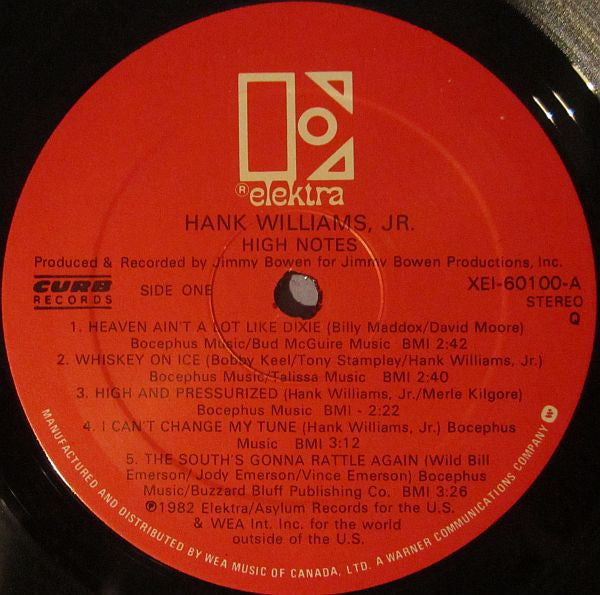 ® elektra
HANK WILLIAMS, JR.
HIGH NOTES
Produced & Recorded by Jimmy Bowen for Jimmy Bowen Productions, Inc.
CURB
RECORDS
SIDE ONE
XEI-60100-A
STEREO
Q
1. HEAVEN AIN'T A LOT LIKE DIXIE (Billy Maddox/David Moore)
Bocephus Music/Bud McGuire Music BMI 2:42
2. WHISKEY ON ICE (Bobby Keel/Tony Stampley/Hank Williams, Jr.)
Bocephus Music/Talissa Music BMI 2:40
3. HIGH AND PRESSURIZED (Hank Williams, Jr./Merle Kilgore)
Bocephus Music BMI - 2:22
4. I CAN'T CHANGE MY TUNE (Hank Williams, Jr.) Bocephus
Music BMI 3:12
5. THE SOUTH'S GONNA RATTLE AGAIN (Wild Bill
Emerson/ Jody Emerson/Vince Emerson) Bocephus
Music/Buzzard Bluff Publishing Co. BMI 3:26
℗1982 Elektra/Asylum Records for the U.S.
& WEA Int. Inc. for the world
outside of the U.S.
MANUFACTURED AND DISTRIBUTED BY WEA MUSIC OF CANADA, LTD. A WARNER COMMUNICATIONS COMPANY